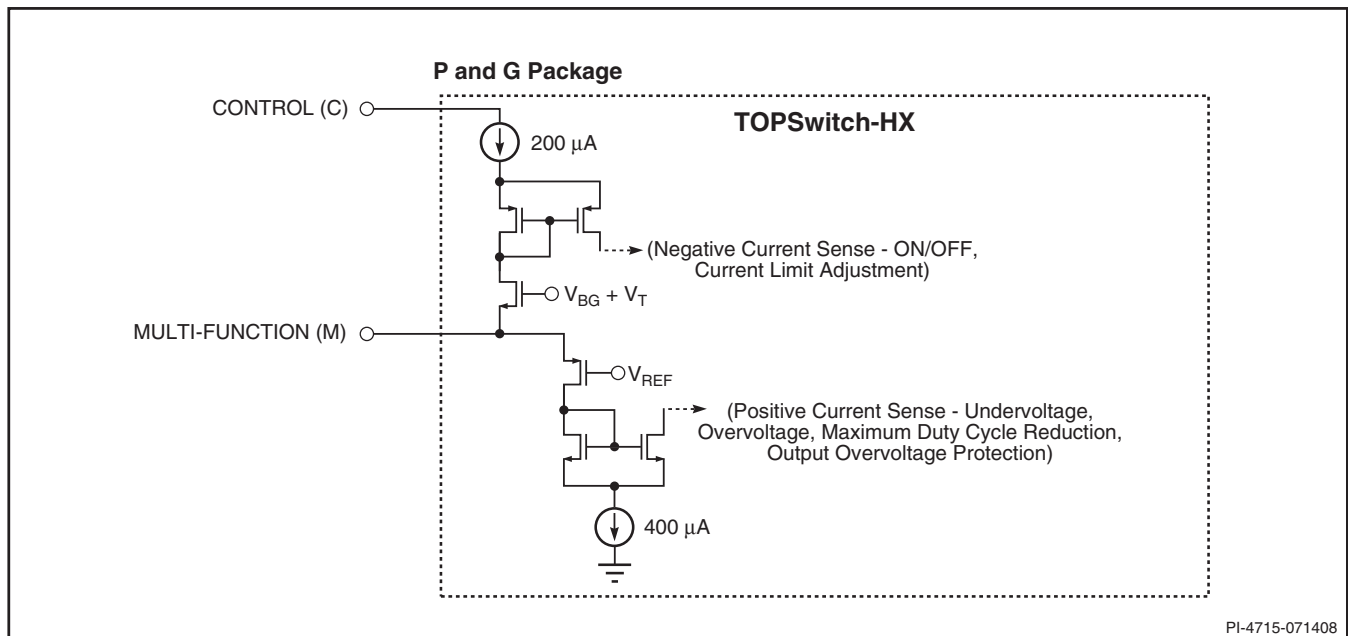 P and G Package
CONTROL (C)
TOPSwitch-HX
200 μA
(Negative Current Sense - ON/OFF,
Current Limit Adjustment)
V_BG + V_T
MULTI-FUNCTION (M)
V_REF
(Positive Current Sense - Undervoltage,
Overvoltage, Maximum Duty Cycle Reduction,
Output Overvoltage Protection)
400 μA
PI-4715-071408